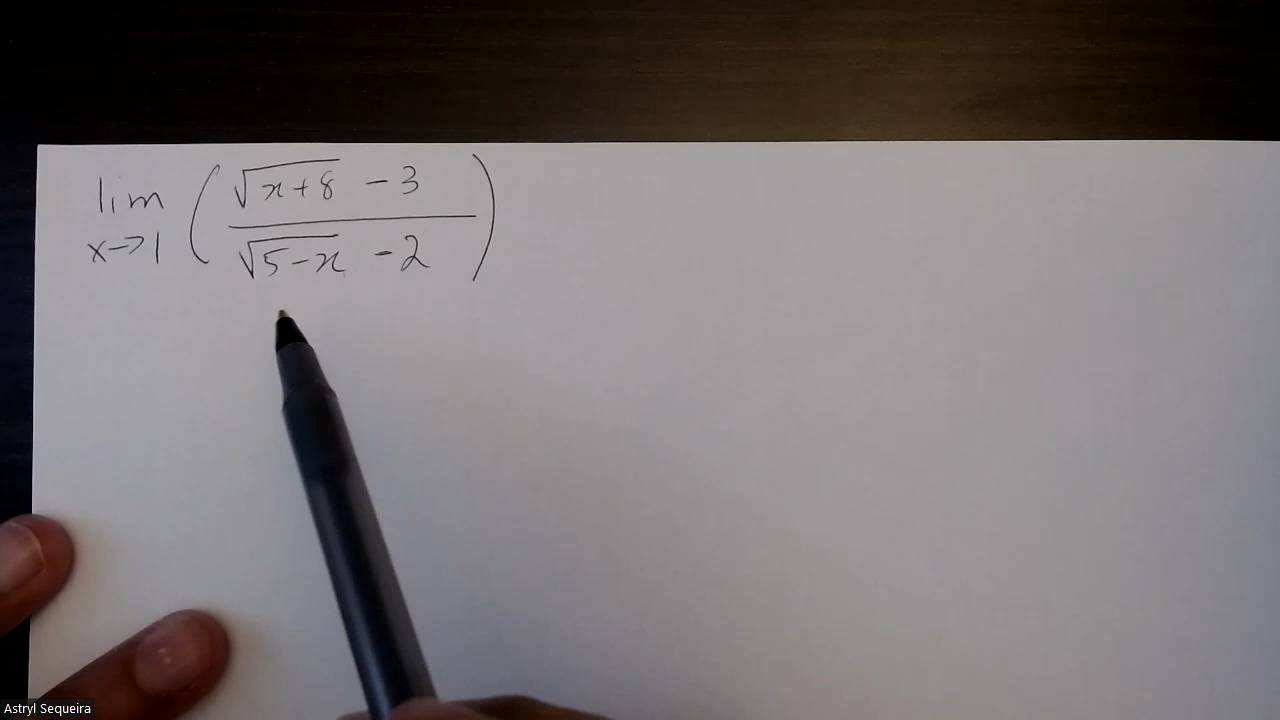 lim ( √x+8 - 3
x->1 √5-x - 2 )
Astryl Sequeira